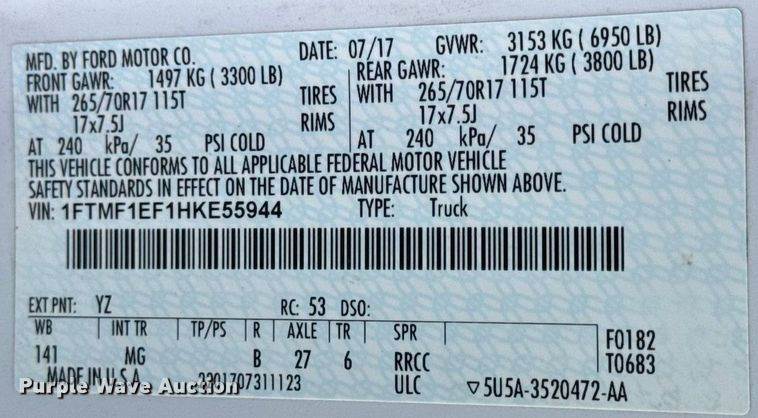 MFD. BY FORD MOTOR CO. DATE: 07/17 GVWR: 3153 KG ( 6950 LB)
FRONT GAWR: 1497 KG ( 3300 LB) REAR GAWR: 1724 KG ( 3800 LB)
WITH 265/70R17 115T TIRES WITH 265/70R17 115T TIRES
17x7.5J RIMS 17x7.5J RIMS
AT 240 kPa/ 35 PSI COLD AT 240 kPa/ 35 PSI COLD
THIS VEHICLE CONFORMS TO ALL APPLICABLE FEDERAL MOTOR VEHICLE
SAFETY STANDARDS IN EFFECT ON THE DATE OF MANUFACTURE SHOWN ABOVE.
VIN: 1FTMF1EF1HKE55944 TYPE: Truck
EXT PNT: YZ RC: 53 DSO:
WB INT TR TP/PS R AXLE TR SPR F0182
141 MG B 27 6 RRCC T0683
MADE IN U.S.A. 2301707311123 ULC ▽5U5A-3520472-AA
Purple Wave Auction